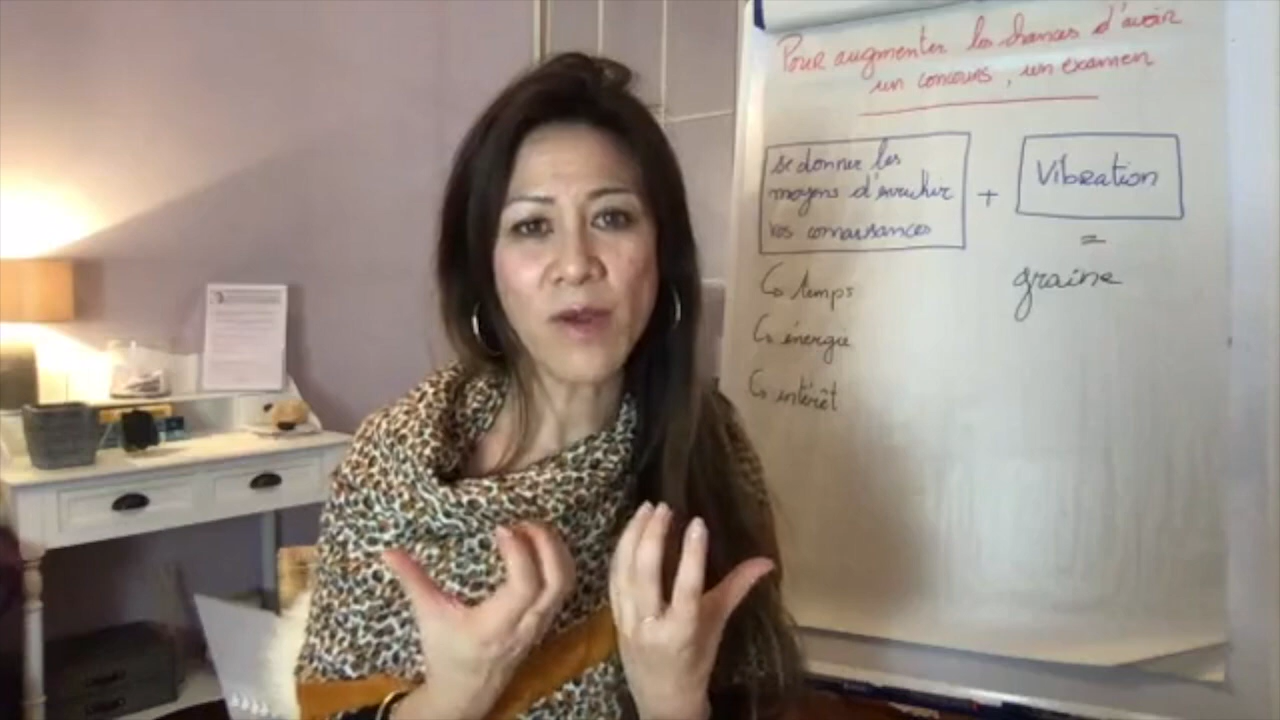 Pour augmenter les chances d'avoir
un concours, un examen
se donner les
moyens d'enrichir
vos connaissances
+
Vibration
=
graine
↪ temps
↪ énergie
↪ intérêt